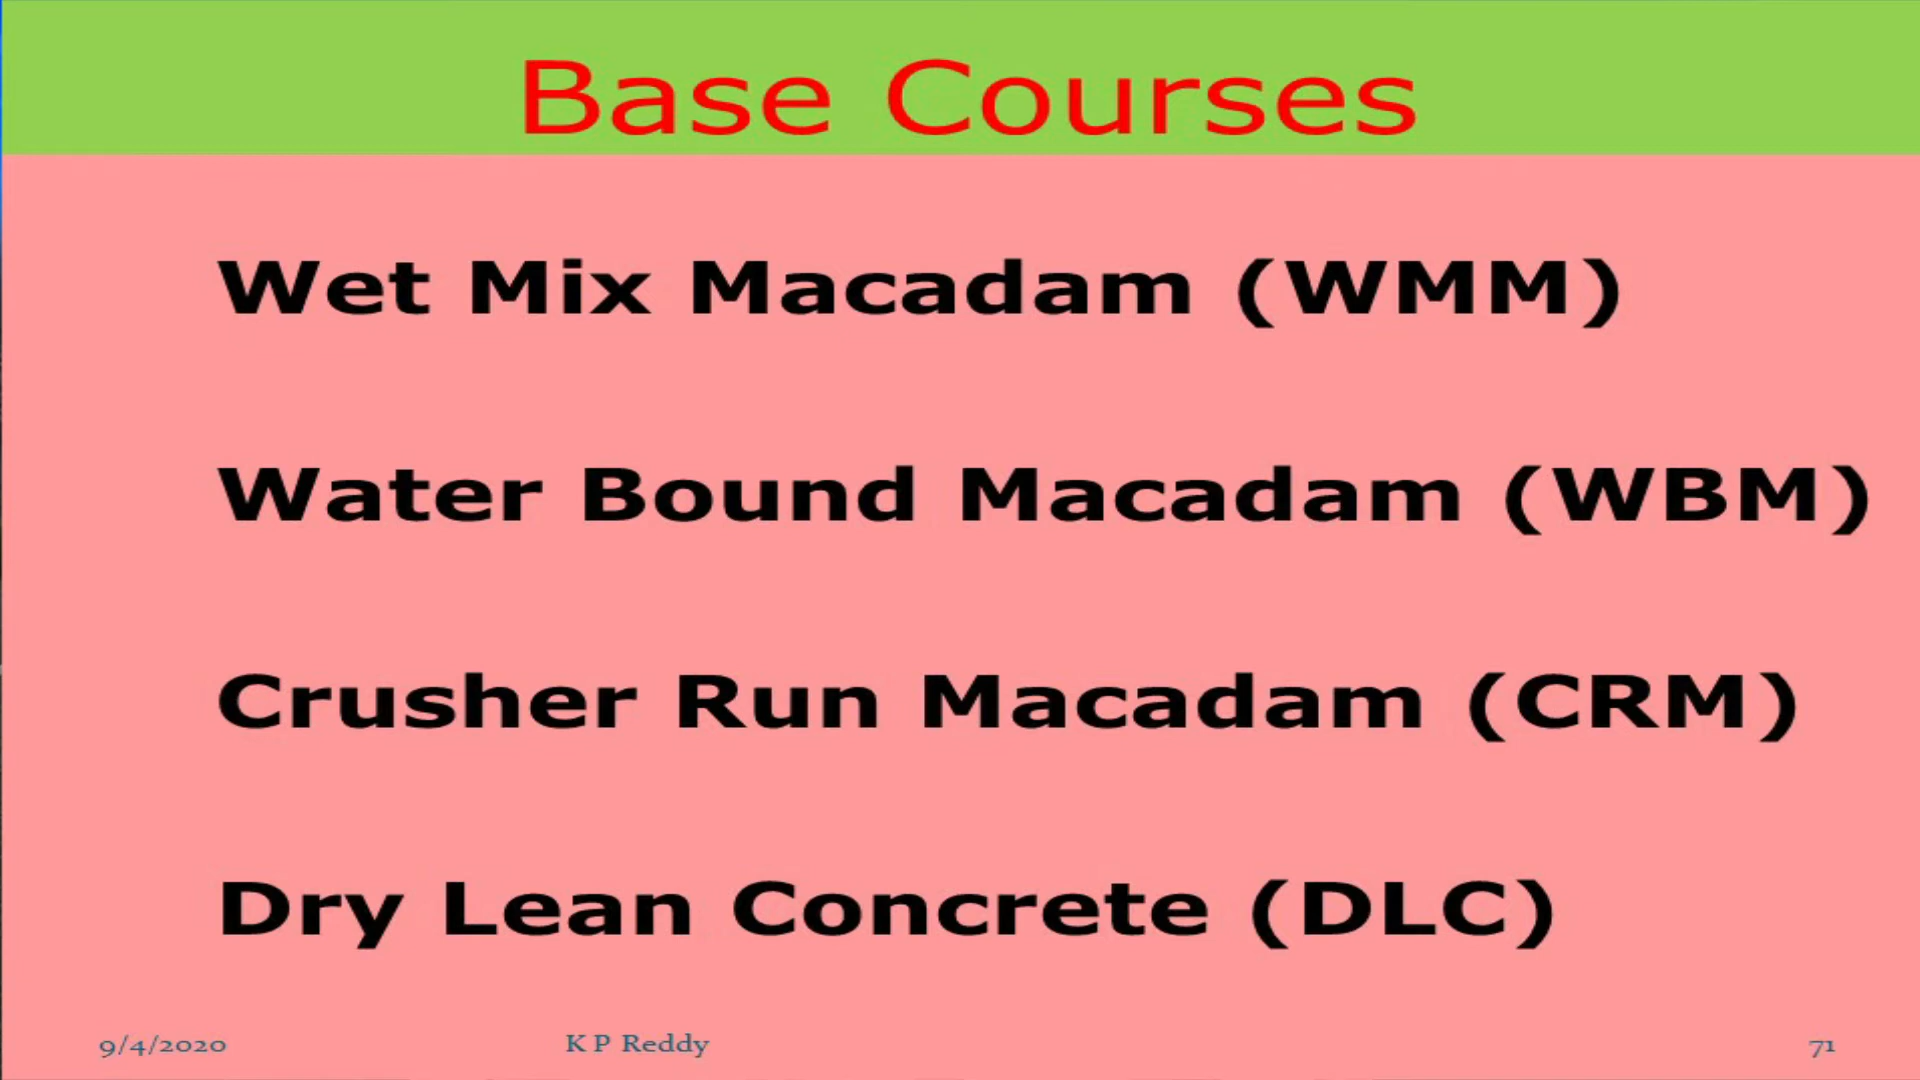 Base Courses
Wet Mix Macadam (WMM)
Water Bound Macadam (WBM)
Crusher Run Macadam (CRM)
Dry Lean Concrete (DLC)
9/4/2020 K P Reddy 71